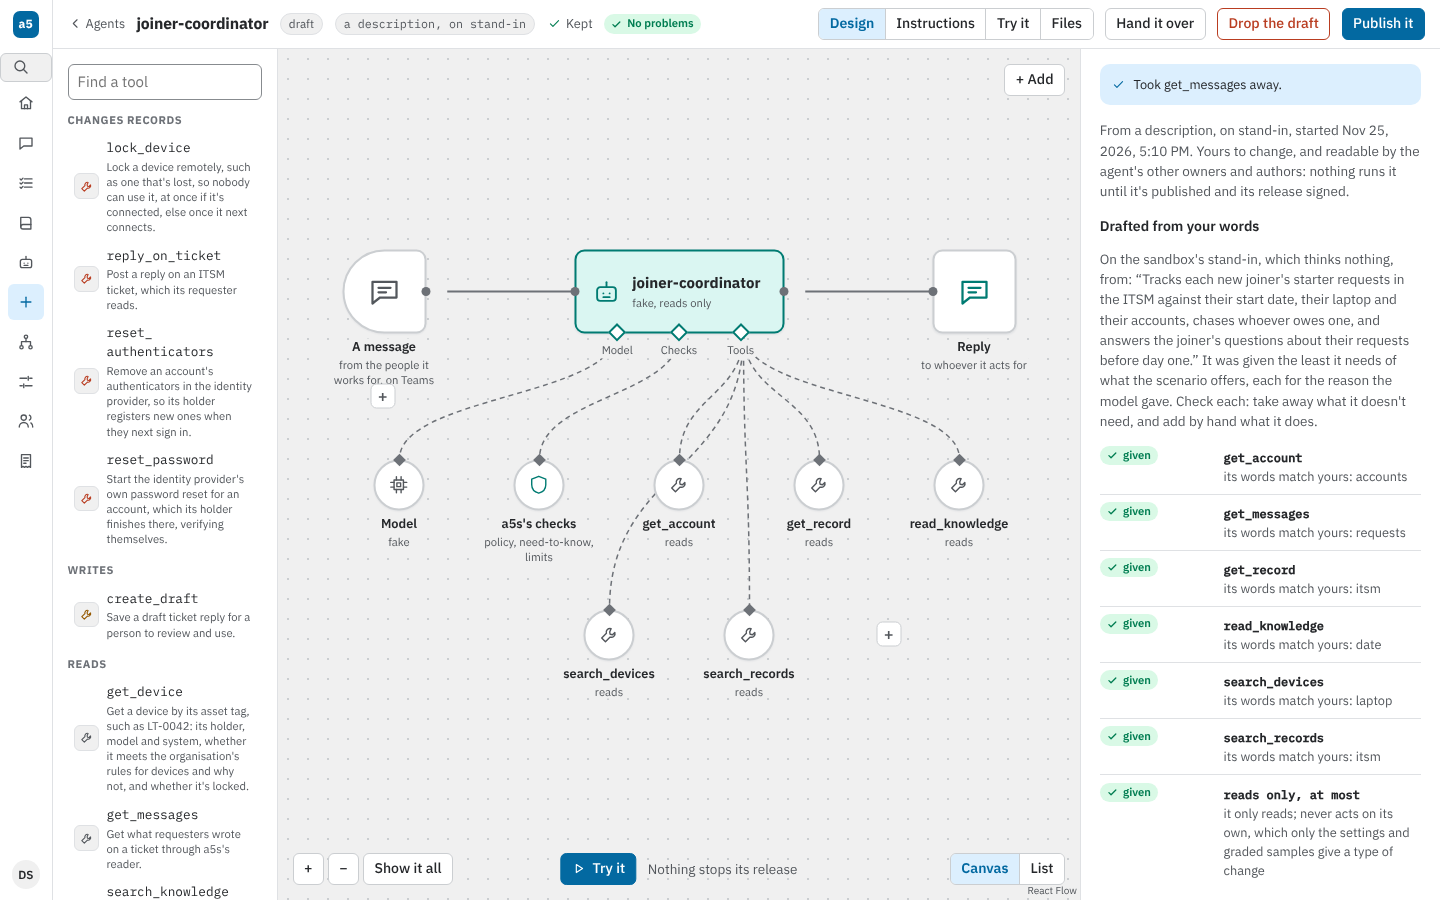 a5
Agents
joiner-coordinator
draft
a description, on stand-in
Kept
No problems
Design
Instructions
Try it
Files
Hand it over
Drop the draft
Publish it
Find a tool
CHANGES RECORDS
lock_device
Lock a device remotely, such
as one that's lost, so nobody
can use it, at once if it's
connected, else once it next
connects.
reply_on_ticket
Post a reply on an ITSM
ticket, which its requester
reads.
reset_
authenticators
Remove an account's
authenticators in the identity
provider, so its holder
registers new ones when
they next sign in.
reset_password
Start the identity provider's
own password reset for an
account, which its holder
finishes there, verifying
themselves.
WRITES
create_draft
Save a draft ticket reply for a
person to review and use.
READS
get_device
Get a device by its asset tag,
such as LT-0042: its holder,
model and system, whether
it meets the organisation's
rules for devices and why
not, and whether it's locked.
get_messages
Get what requesters wrote
on a ticket through a5s's
reader.
search_knowledge
DS
+ Add
A message
from the people it
works for, on Teams
+
joiner-coordinator
fake, reads only
Model
Checks
Tools
Reply
to whoever it acts for
Model
fake
a5s's checks
policy, need-to-know,
limits
get_account
reads
get_record
reads
read_knowledge
reads
search_devices
reads
search_records
reads
+
+
−
Show it all
Try it
Nothing stops its release
Canvas
List
React Flow
Took get_messages away.
From a description, on stand-in, started Nov 25,
2026, 5:10 PM. Yours to change, and readable by the
agent's other owners and authors: nothing runs it
until it's published and its release signed.
Drafted from your words
On the sandbox's stand-in, which thinks nothing,
from: “Tracks each new joiner's starter requests in
the ITSM against their start date, their laptop and
their accounts, chases whoever owes one, and
answers the joiner's questions about their requests
before day one.” It was given the least it needs of
what the scenario offers, each for the reason the
model gave. Check each: take away what it doesn't
need, and add by hand what it does.
given
get_account
its words match yours: accounts
given
get_messages
its words match yours: requests
given
get_record
its words match yours: itsm
given
read_knowledge
its words match yours: date
given
search_devices
its words match yours: laptop
given
search_records
its words match yours: itsm
given
reads only, at most
it only reads; never acts on its
own, which only the settings and
graded samples give a type of
change